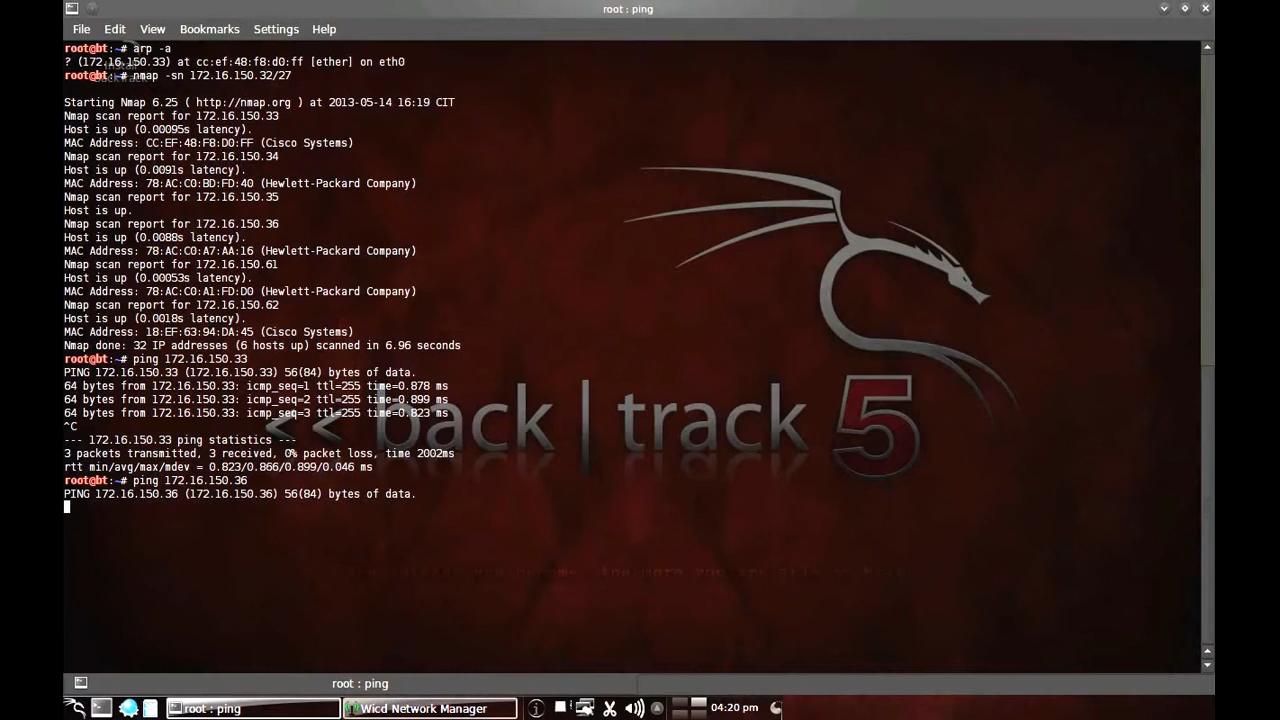 root : ping
File Edit View Bookmarks Settings Help
root@bt:~# arp -a
? (172.16.150.33) at cc:ef:48:f8:d0:ff [ether] on eth0
root@bt:~# nmap -sn 172.16.150.32/27
Starting Nmap 6.25 ( http://nmap.org ) at 2013-05-14 16:19 CIT
Nmap scan report for 172.16.150.33
Host is up (0.00095s latency).
MAC Address: CC:EF:48:F8:D0:FF (Cisco Systems)
Nmap scan report for 172.16.150.34
Host is up (0.0091s latency).
MAC Address: 78:AC:C0:BD:FD:40 (Hewlett-Packard Company)
Nmap scan report for 172.16.150.35
Host is up.
Nmap scan report for 172.16.150.36
Host is up (0.0088s latency).
MAC Address: 78:AC:C0:A7:AA:16 (Hewlett-Packard Company)
Nmap scan report for 172.16.150.61
Host is up (0.00053s latency).
MAC Address: 78:AC:C0:A1:FD:D0 (Hewlett-Packard Company)
Nmap scan report for 172.16.150.62
Host is up (0.0018s latency).
MAC Address: 18:EF:63:94:DA:45 (Cisco Systems)
Nmap done: 32 IP addresses (6 hosts up) scanned in 6.96 seconds
root@bt:~# ping 172.16.150.33
PING 172.16.150.33 (172.16.150.33) 56(84) bytes of data.
64 bytes from 172.16.150.33: icmp_seq=1 ttl=255 time=0.878 ms
64 bytes from 172.16.150.33: icmp_seq=2 ttl=255 time=0.899 ms
64 bytes from 172.16.150.33: icmp_seq=3 ttl=255 time=0.823 ms
^C
--- 172.16.150.33 ping statistics ---
3 packets transmitted, 3 received, 0% packet loss, time 2002ms
rtt min/avg/max/mdev = 0.823/0.866/0.899/0.046 ms
root@bt:~# ping 172.16.150.36
PING 172.16.150.36 (172.16.150.36) 56(84) bytes of data.
<< back | track 5
root : ping
root : ping Wicd Network Manager 04:20 pm